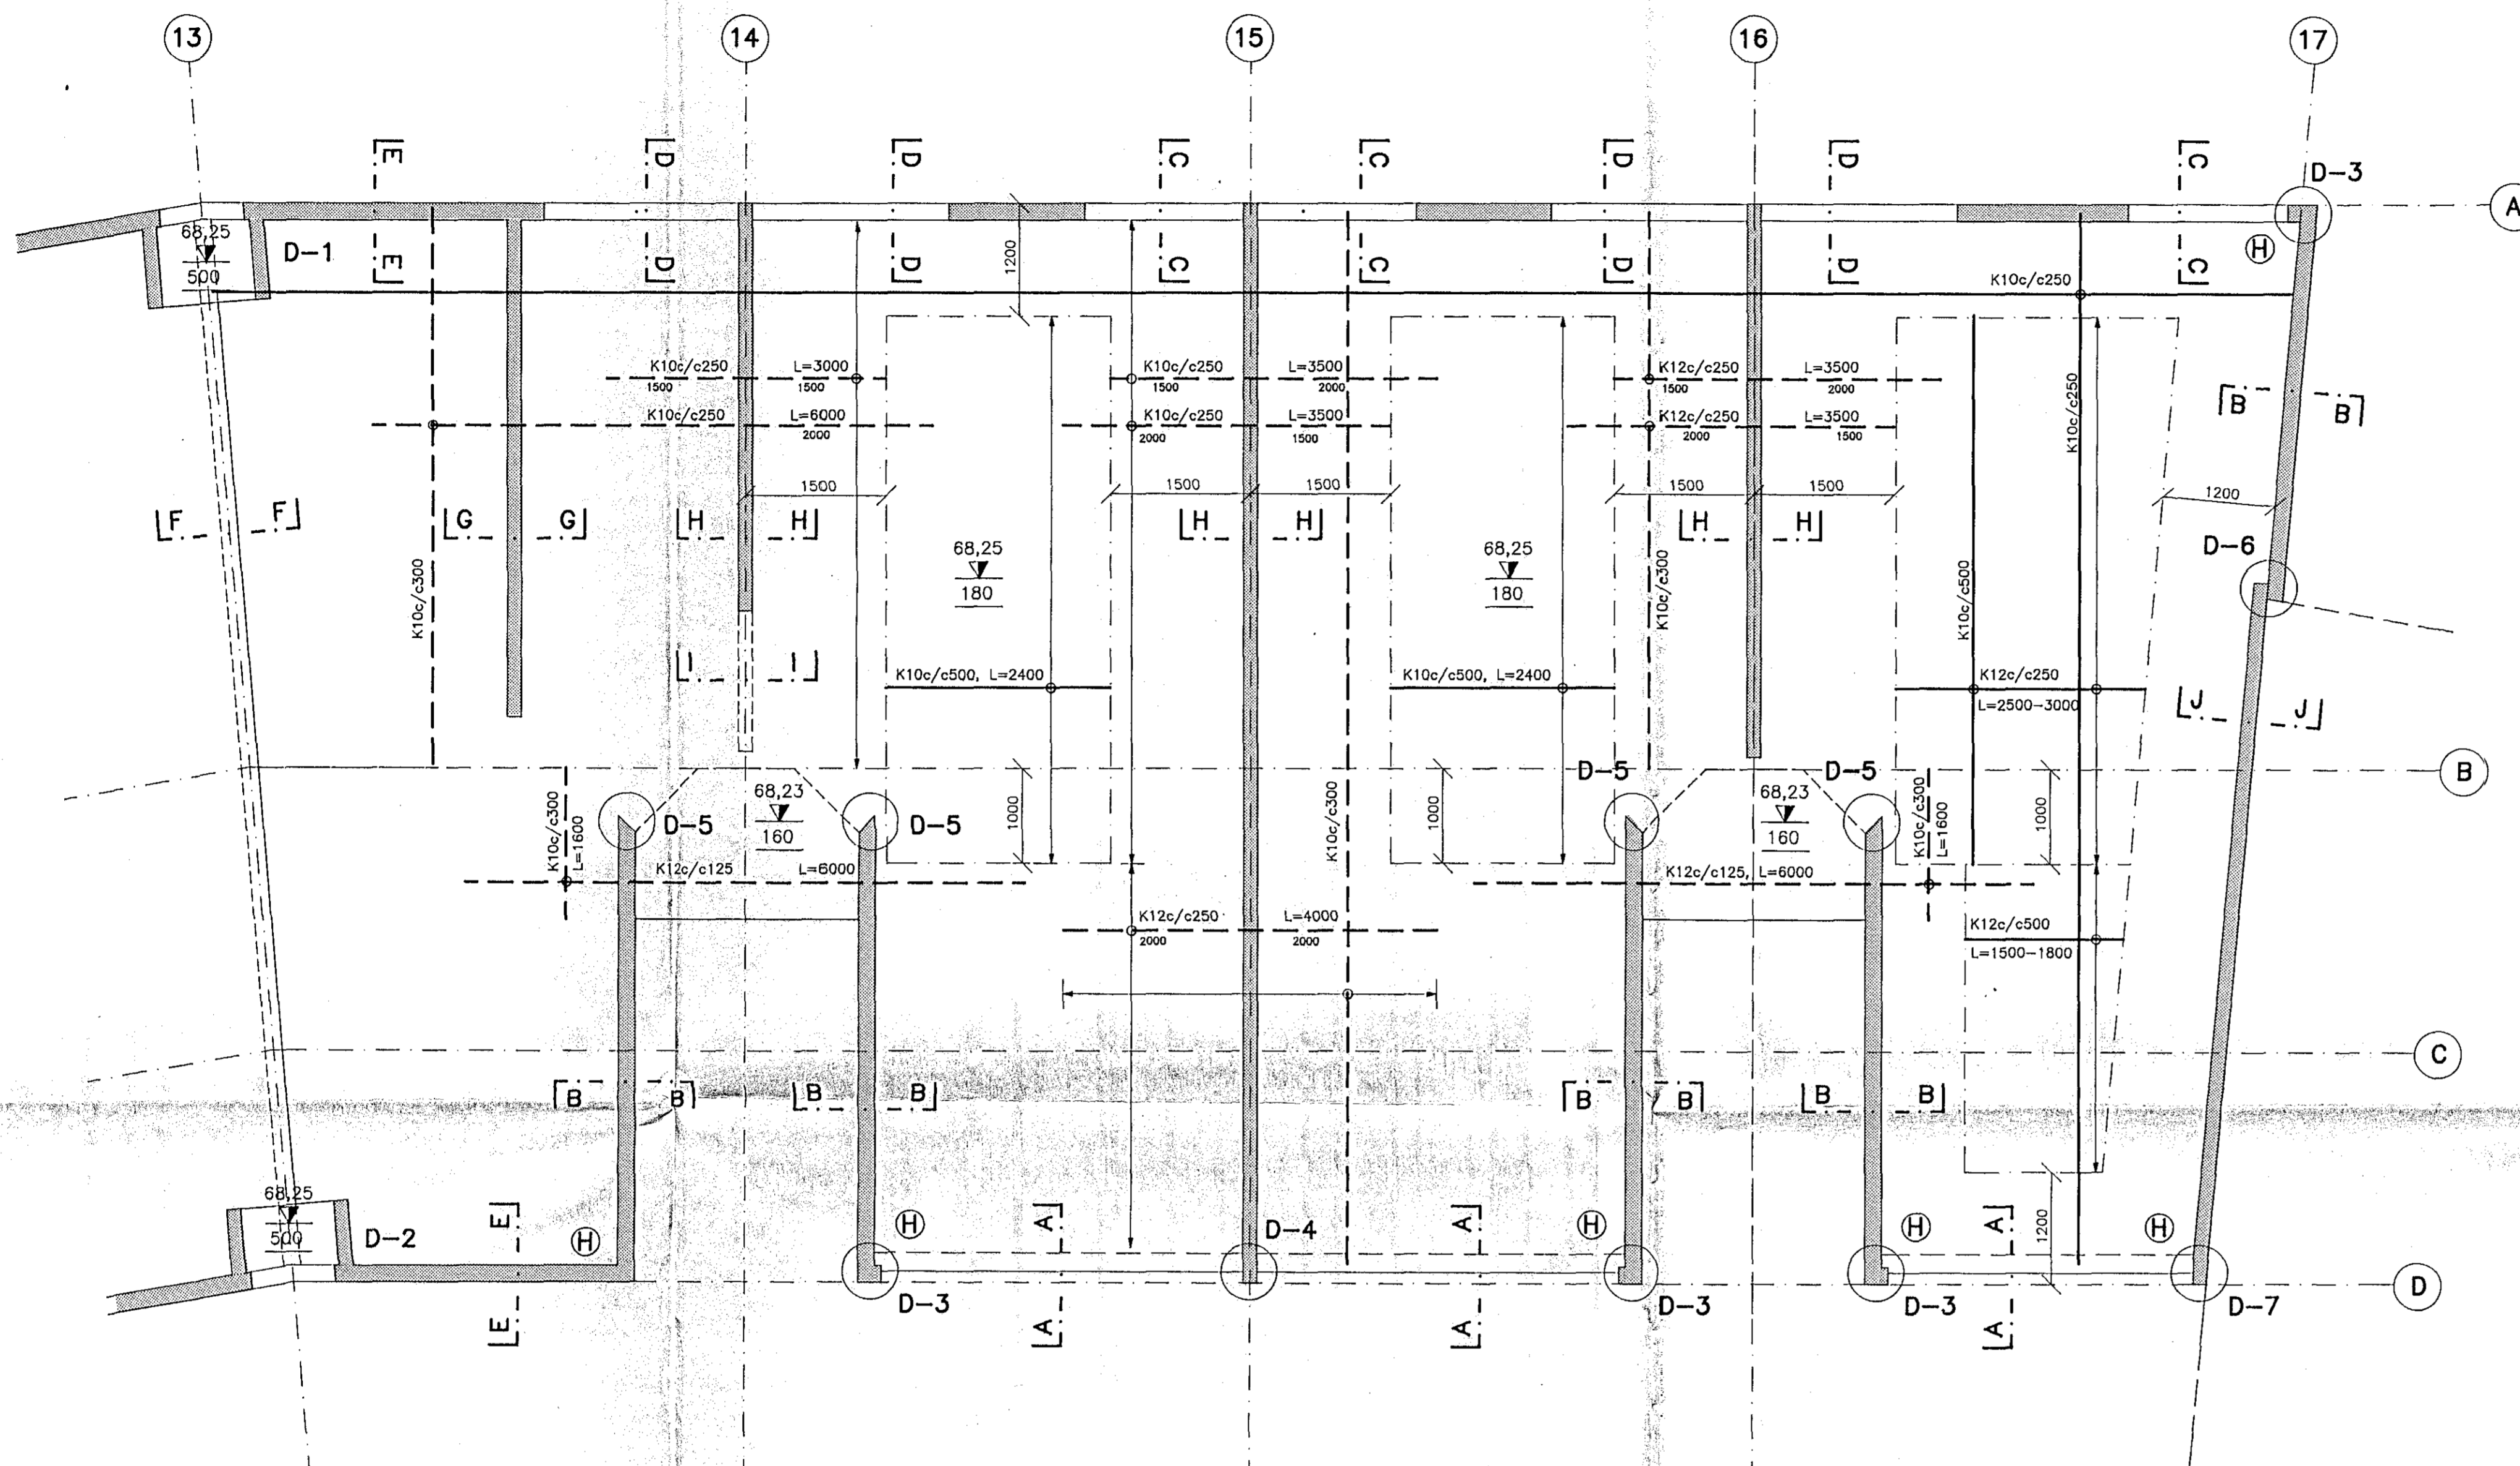 13 14 15 16 17
E D D C C D D C
D-3
A
68,25
500
D-1
E D D C C D D C
H
1200
K10c/c250
K10c/c250 L=3000
1500 1500
K10c/c250 L=3500
1500 2000
K12c/c250 L=3500
1500 2000
K10c/c250 L=6000
2000
K10c/c250 L=3500
2000 1500
K12c/c250 L=3500
2000 1500
K10c/c250
B B
1500 1500 1500 1500 1500 1200
F F G G H H H H H H
68,25
180
68,25
180
D-6
K10c/c300
K10c/c300
K10c/c500
I I
K10c/c500, L=2400
K10c/c500, L=2400
K12c/c250
L=2500-3000
J J
B
D-5 D-5
68,23
160
68,23
160
D-5 D-5
1000 1000 1000
K10c/c300
L=1600
K10c/c300
K10c/c300
L=1600
K12c/c125 L=6000
K12c/c125, L=6000
K12c/c250 L=4000
2000 2000
K12c/c500
L=1500-1800
C
B B B B B B B B
68,25
500
D-2
E
H
H
A
D-4
A
H
H
A
H
1200
D
D-3 D-3 D-3 D-7
E A A A